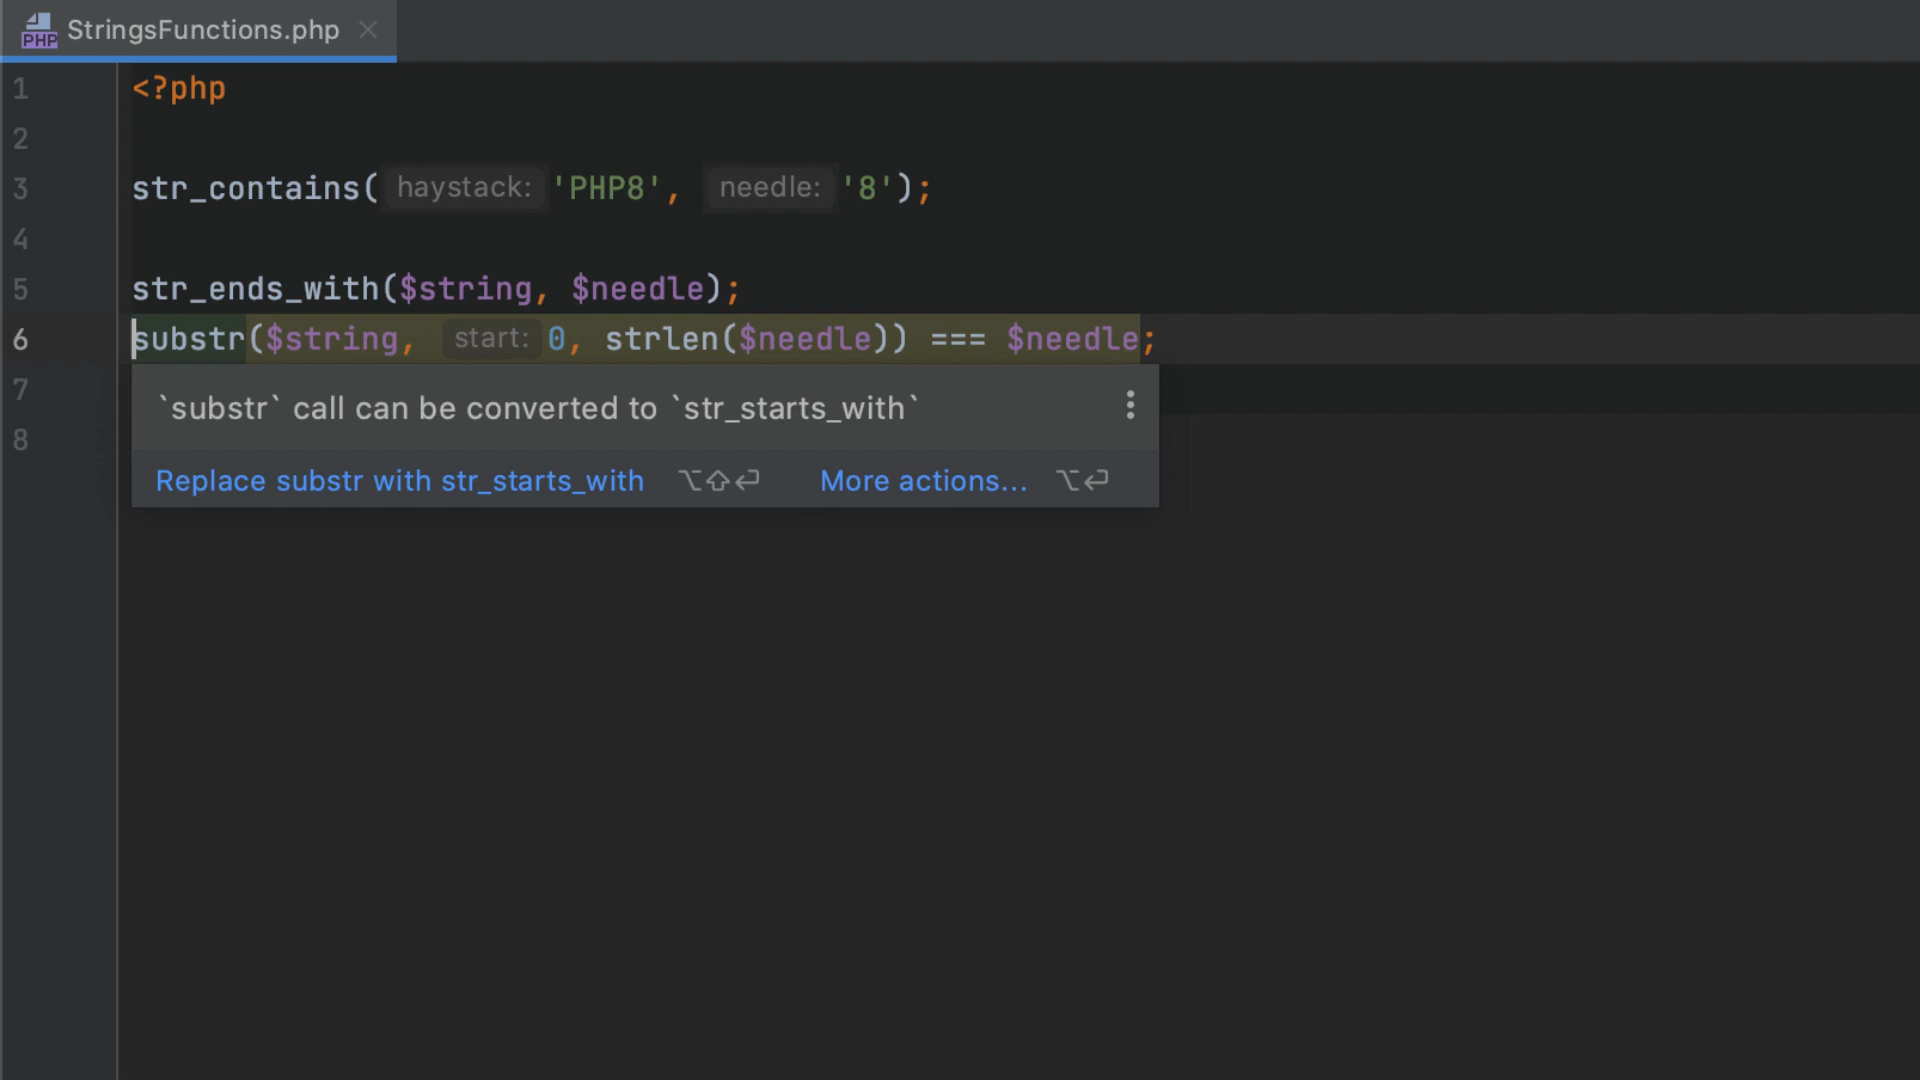 PHP StringsFunctions.php
1 <?php
2
3 str_contains( haystack: 'PHP8', needle: '8');
4
5 str_ends_with($string, $needle);
6 substr($string, start: 0, strlen($needle)) === $needle;
7
`substr` call can be converted to `str_starts_with`
8
Replace substr with str_starts_with ⌥⇧⏎ More actions... ⌥⏎